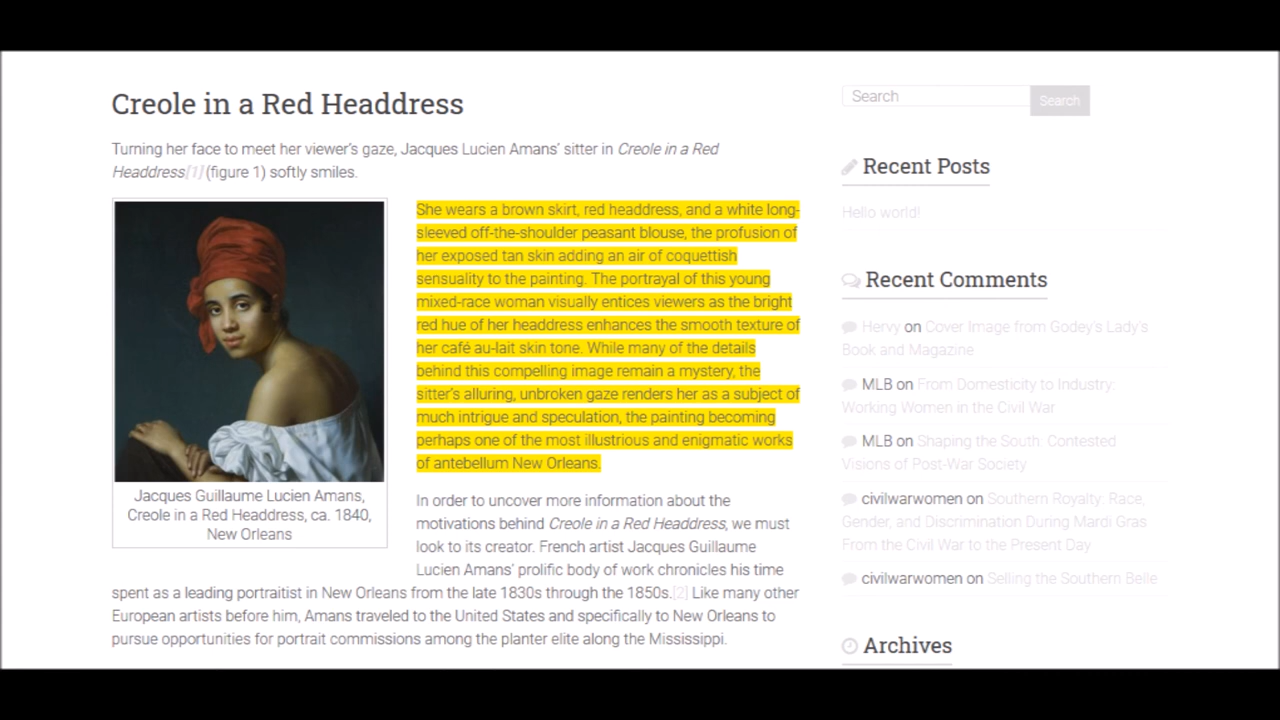 Creole in a Red Headdress
Turning her face to meet her viewer's gaze, Jacques Lucien Amans' sitter in Creole in a Red
Headdress[1] (figure 1) softly smiles.
She wears a brown skirt, red headdress, and a white long-
sleeved off-the-shoulder peasant blouse, the profusion of
her exposed tan skin adding an air of coquettish
sensuality to the painting. The portrayal of this young
mixed-race woman visually entices viewers as the bright
red hue of her headdress enhances the smooth texture of
her café au-lait skin tone. While many of the details
behind this compelling image remain a mystery, the
sitter's alluring, unbroken gaze renders her as a subject of
much intrigue and speculation, the painting becoming
perhaps one of the most illustrious and enigmatic works
of antebellum New Orleans.
Jacques Guillaume Lucien Amans,
Creole in a Red Headdress, ca. 1840,
New Orleans
In order to uncover more information about the
motivations behind Creole in a Red Headdress, we must
look to its creator. French artist Jacques Guillaume
Lucien Amans' prolific body of work chronicles his time
spent as a leading portraitist in New Orleans from the late 1830s through the 1850s.[2] Like many other
European artists before him, Amans traveled to the United States and specifically to New Orleans to
pursue opportunities for portrait commissions among the planter elite along the Mississippi.
Search
Search
Recent Posts
Hello world!
Recent Comments
Hervy on Cover Image from Godey's Lady's
Book and Magazine
MLB on From Domesticity to Industry:
Working Women in the Civil War
MLB on Shaping the South: Contested
Visions of Post-War Society
civilwarwomen on Southern Royalty: Race,
Gender, and Discrimination During Mardi Gras
From the Civil War to the Present Day
civilwarwomen on Selling the Southern Belle
Archives